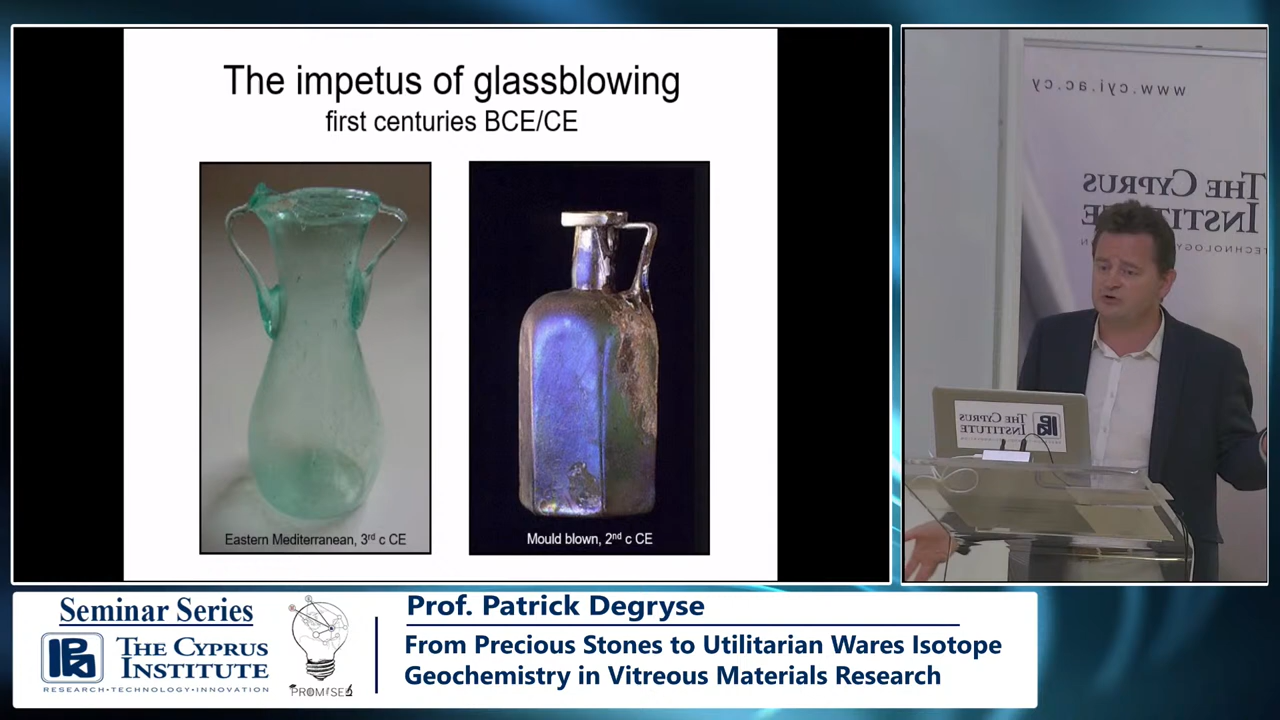 The impetus of glassblowing
first centuries BCE/CE
Eastern Mediterranean, 3rd c CE
Mould blown, 2nd c CE
www.cyi.ac.cy
THE CYPRUS
INSTITUTE
TECHNOLOGY
THE CYPRUS
INSTITUTE
Seminar Series
THE CYPRUS
INSTITUTE
RESEARCH•TECHNOLOGY•INNOVATION
PROMISE
Prof. Patrick Degryse
From Precious Stones to Utilitarian Wares Isotope
Geochemistry in Vitreous Materials Research